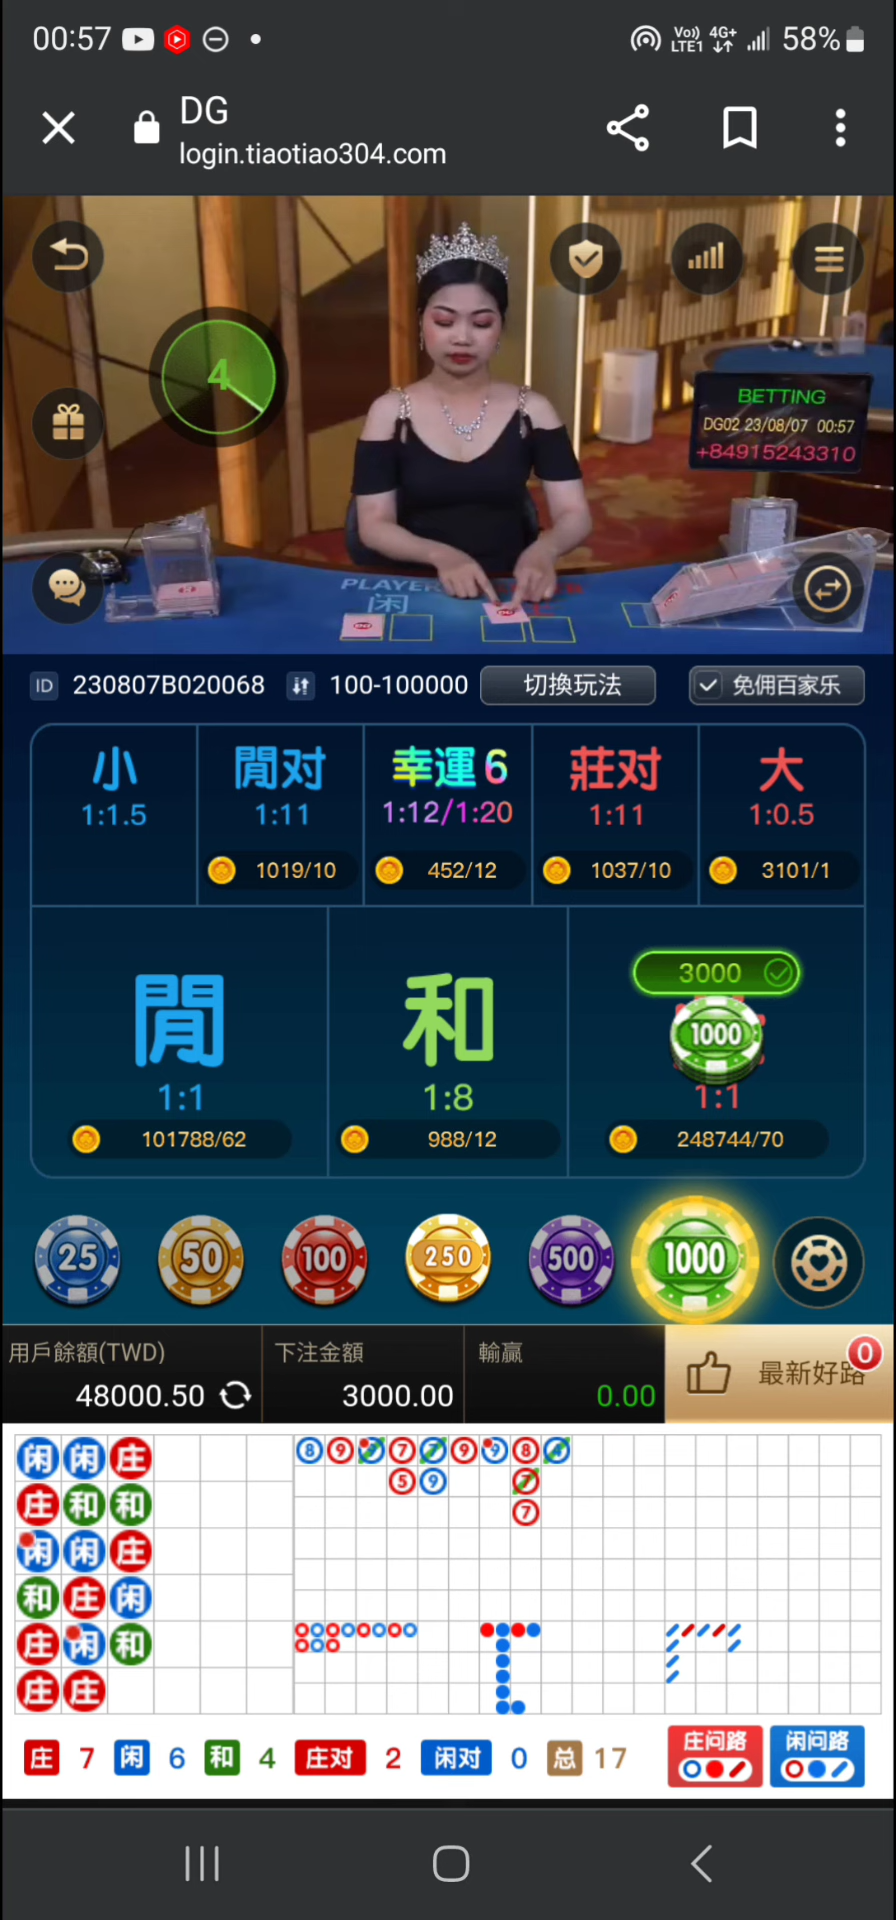 00:57
Vo)) LTE1 4G+ 58%
DG
login.tiaotiao304.com
4
BETTING
DG02 23/08/07 00:57
+84915243310
PLAYER
闲
ID 230807B020068 100-100000 切換玩法 免佣百家乐
小 閒对 幸運6 莊对 大
1:1.5 1:11 1:12/1:20 1:11 1:0.5
1019/10 452/12 1037/10 3101/1
3000
閒 和 1000
1:1 1:8 1:1
101788/62 988/12 248744/70
25 50 100 250 500 1000
用戶餘額(TWD) 下注金額 輸贏 最新好路 0
48000.50 3000.00 0.00
闲 闲 庄 8 9 7 7 9 9 8 4
庄 和 和 5 9 7
闲 闲 庄 7
和 庄 闲
庄 闲 和
庄 庄
庄 7 闲 6 和 4 庄对 2 闲对 0 总 17 庄问路 闲问路